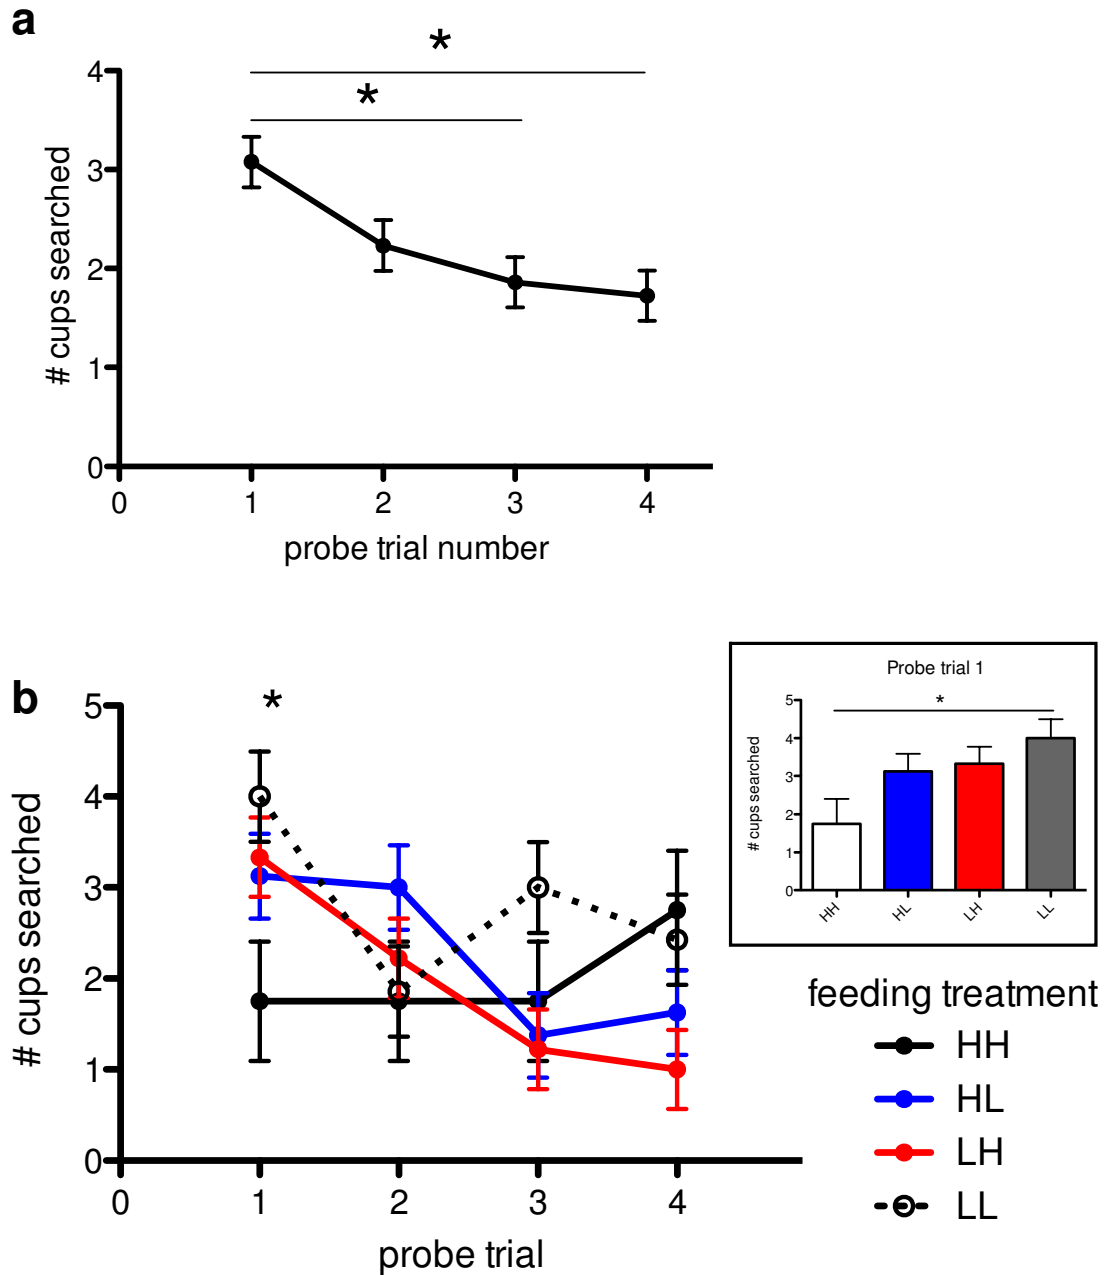 a
*
*
4
3
2
1
0
# cups searched
0 1 2 3 4
probe trial number
b
*
5
4
3
2
1
0
# cups searched
0 1 2 3 4
probe trial
Probe trial 1
*
5
4
3
2
1
0
# cups searched
HH HL LH LL
feeding treatment
HH
HL
LH
LL